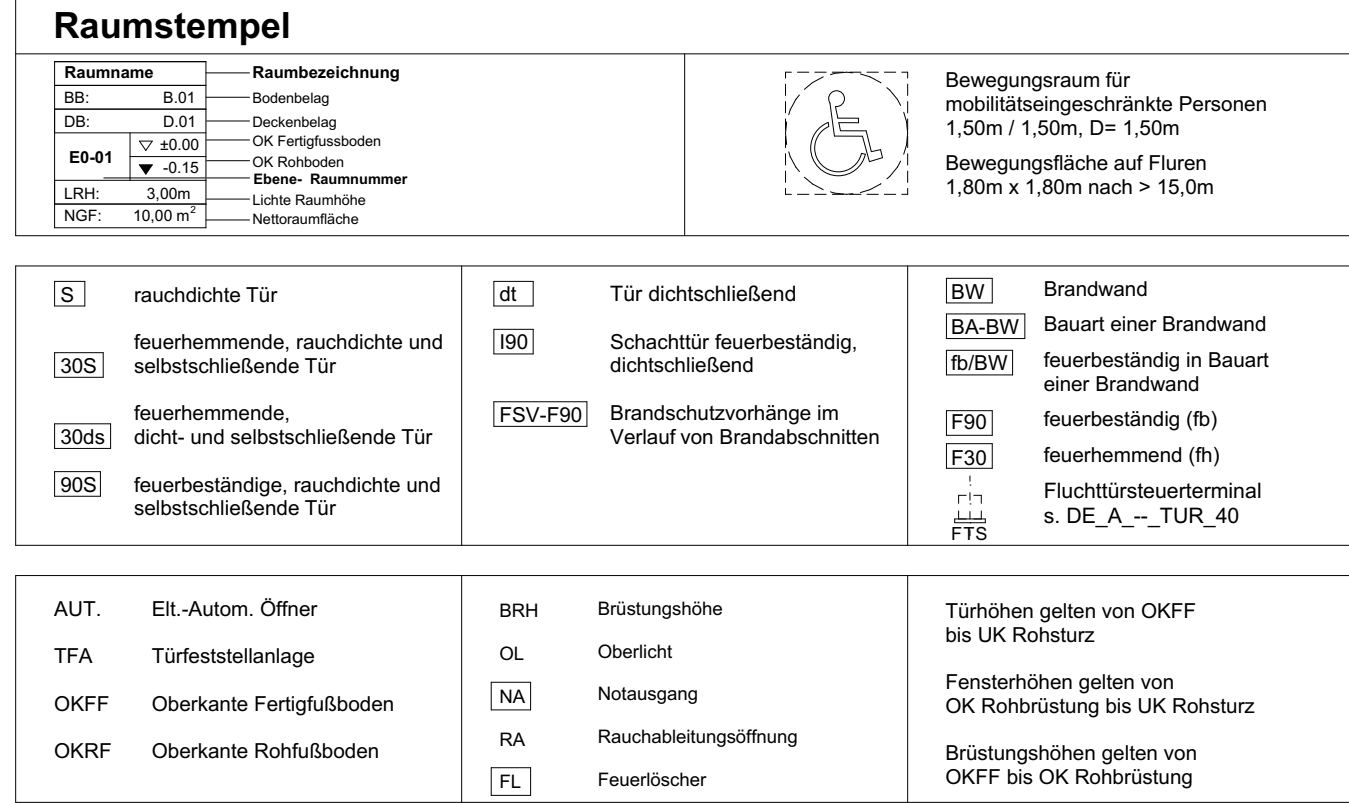 Raumstempel
Raumname Raumbezeichnung
BB: B.01 Bodenbelag
DB: D.01 Deckenbelag
E0-01 ▽ ±0.00 OK Fertigfussboden
▼ -0.15 OK Rohboden
Ebene- Raumnummer
LRH: 3,00m Lichte Raumhöhe
NGF: 10,00 m² Nettoraumfläche
Bewegungsraum für
mobilitätseingeschränkte Personen
1,50m / 1,50m, D= 1,50m
Bewegungsfläche auf Fluren
1,80m x 1,80m nach > 15,0m
S rauchdichte Tür
30S feuerhemmende, rauchdichte und
selbstschließende Tür
30ds feuerhemmende,
dicht- und selbstschließende Tür
90S feuerbeständige, rauchdichte und
selbstschließende Tür
dt Tür dichtschließend
I90 Schachttür feuerbeständig,
dichtschließend
FSV-F90 Brandschutzvorhänge im
Verlauf von Brandabschnitten
BW Brandwand
BA-BW Bauart einer Brandwand
fb/BW feuerbeständig in Bauart
einer Brandwand
F90 feuerbeständig (fb)
F30 feuerhemmend (fh)
Fluchttürsteuerterminal
s. DE_A_--_TUR_40
FTS
AUT. Elt.-Autom. Öffner
TFA Türfeststellanlage
OKFF Oberkante Fertigfußboden
OKRF Oberkante Rohfußboden
BRH Brüstungshöhe
OL Oberlicht
NA Notausgang
RA Rauchableitungsöffnung
FL Feuerlöscher
Türhöhen gelten von OKFF
bis UK Rohsturz
Fensterhöhen gelten von
OK Rohbrüstung bis UK Rohsturz
Brüstungshöhen gelten von
OKFF bis OK Rohbrüstung